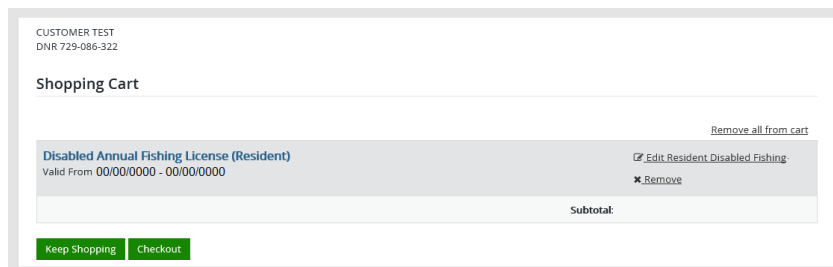 CUSTOMER TEST
DNR 729-086-322
Shopping Cart
Remove all from cart
Disabled Annual Fishing License (Resident)
Edit Resident Disabled Fishing
Valid From 00/00/0000 - 00/00/0000
Remove
Subtotal:
Keep Shopping
Checkout